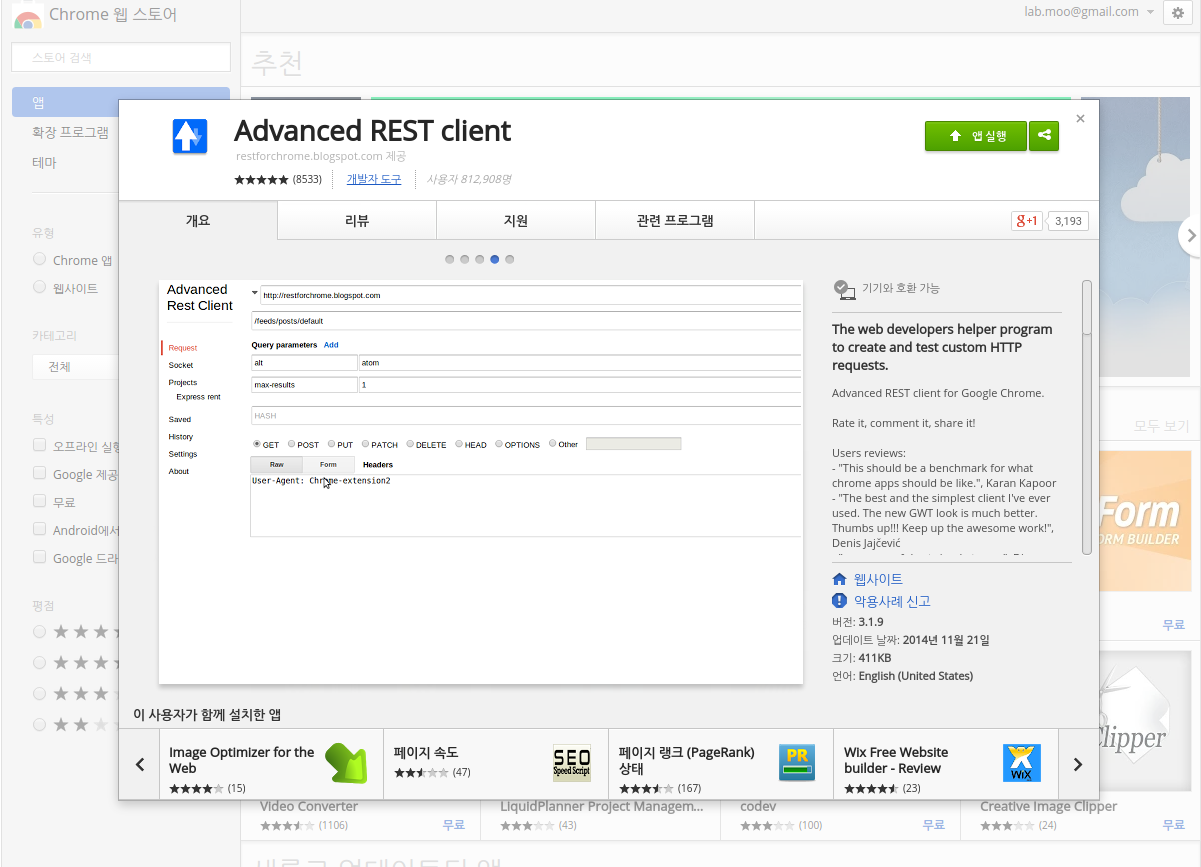 Chrome 웹 스토어
lab.moo@gmail.com
스토어 검색
추천
앱
확장 프로그램
테마
유형
Chrome 앱
웹사이트
카테고리
전체
특성
오프라인 실행
Google 제공
무료
Android에서
Google 드라
평점
Advanced REST client
restforchrome.blogspot.com 제공
(8533)
개발자 도구
사용자 812,908명
앱 실행
개요
리뷰
지원
관련 프로그램
g+1
3,193
Advanced
Rest Client
Request
Socket
Projects
Express rent
Saved
History
Settings
About
http://restforchrome.blogspot.com
/feeds/posts/default
Query parameters Add
alt atom
max-results 1
HASH
GET POST PUT PATCH DELETE HEAD OPTIONS Other
Raw Form Headers
User-Agent: Chrome-extension2
기기와 호환 가능
The web developers helper program
to create and test custom HTTP
requests.
Advanced REST client for Google Chrome.
Rate it, comment it, share it!
Users reviews:
- "This should be a benchmark for what
chrome apps should be like.", Karan Kapoor
- "The best and the simplest client I've ever
used. The new GWT look is much better.
Thumbs up!!! Keep up the awesome work!",
Denis Jajčević
웹사이트
악용사례 신고
버전: 3.1.9
업데이트 날짜: 2014년 11월 21일
크기: 411KB
언어: English (United States)
모두 보기
Form
ORM BUILDER
무료
Clipper
이 사용자가 함께 설치한 앱
Image Optimizer for the
Web
(15)
페이지 속도
(47)
SEO
Speed Script
페이지 랭크 (PageRank)
상태
(167)
PR
Wix Free Website
builder - Review
(23)
WiX
Video Converter
(1106)
무료
LiquidPlanner Project Managem...
(43)
codev
(100)
무료
Creative Image Clipper
(24)
무료